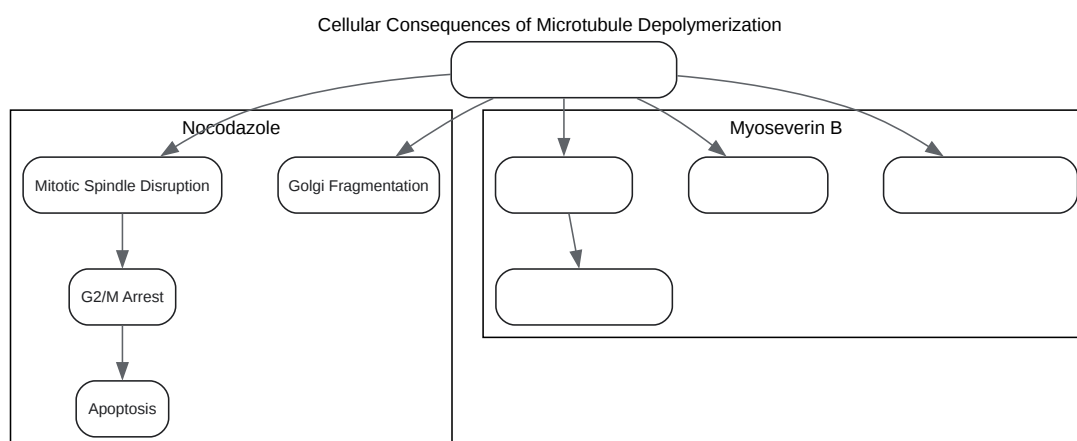 Cellular Consequences of Microtubule Depolymerization
Nocodazole
Myoseverin B
Mitotic Spindle Disruption
Golgi Fragmentation
G2/M Arrest
Apoptosis